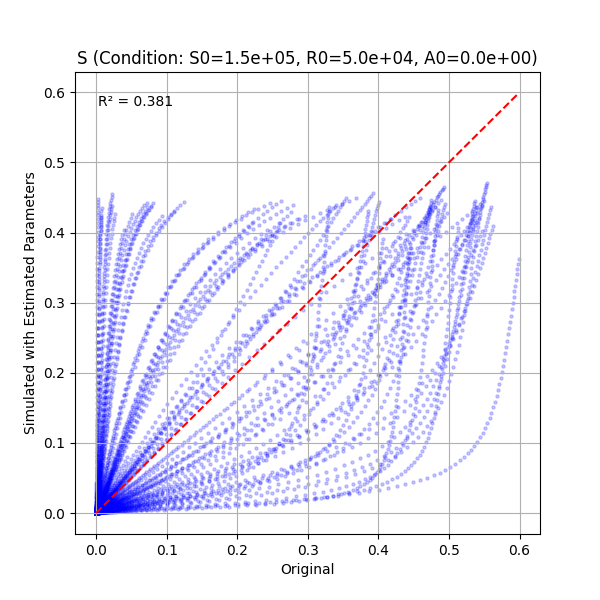 S (Condition: S0=1.5e+05, R0=5.0e+04, A0=0.0e+00)
R² = 0.381
0.6
0.5
0.4
0.3
0.2
0.1
0.0
Simulated with Estimated Parameters
0.0 0.1 0.2 0.3 0.4 0.5 0.6
Original